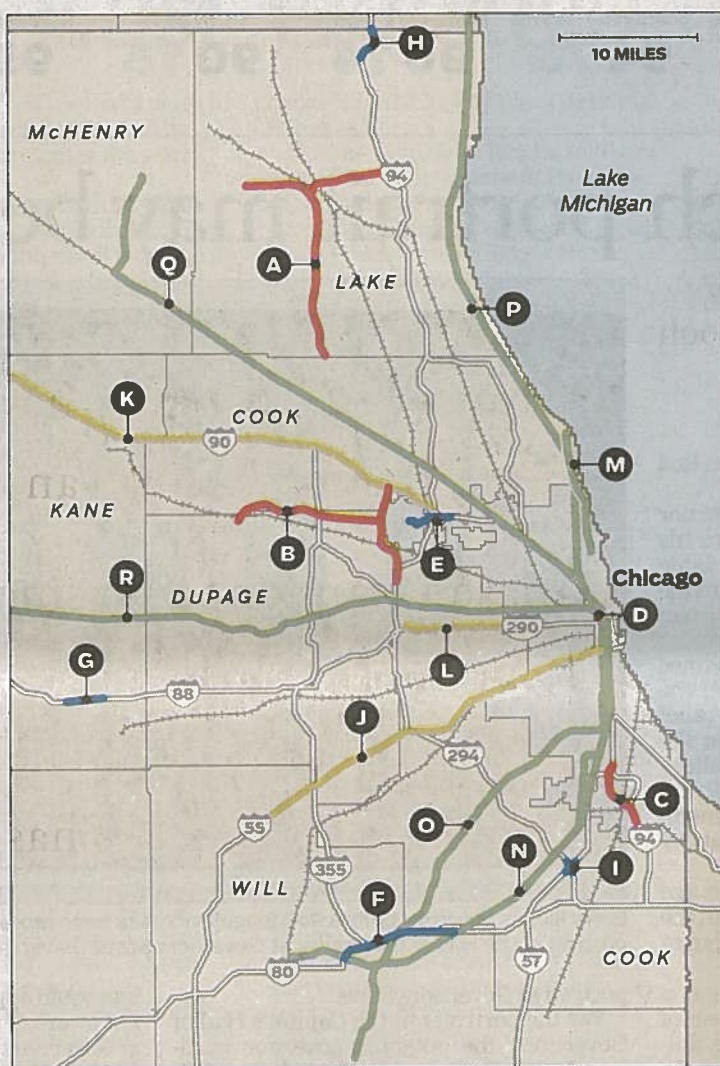 H
10 MILES
McHENRY
94
Lake
Michigan
Q
A
LAKE
P
K
COOK
90
M
KANE
B
E
R
DUPAGE
Chicago
D
290
G
L
88
J
294
C
55
O
94
N
355
I
WILL
F
80
57
COOK